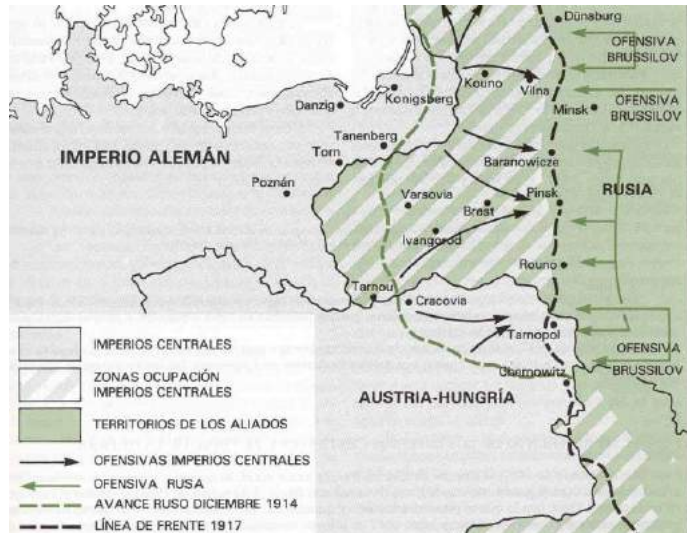 Dünaburg
OFENSIVA
BRUSSILOV
Kouno
Vilna
Konigsberg
Danzig
OFENSIVA
BRUSSILOV
Minsk
Tanenberg
IMPERIO ALEMÁN
Torn
Baranowicze
Poznán
RUSIA
Varsovia
Brest
Pinsk
Ivangorod
Rouno
Tarnou
Cracovia
Tarnopol
OFENSIVA
BRUSSILOV
Chernowitz
AUSTRIA-HUNGRÍA
IMPERIOS CENTRALES
ZONAS OCUPACIÓN
IMPERIOS CENTRALES
TERRITORIOS DE LOS ALIADOS
OFENSIVAS IMPERIOS CENTRALES
OFENSIVA RUSA
AVANCE RUSO DICIEMBRE 1914
LÍNEA DE FRENTE 1917